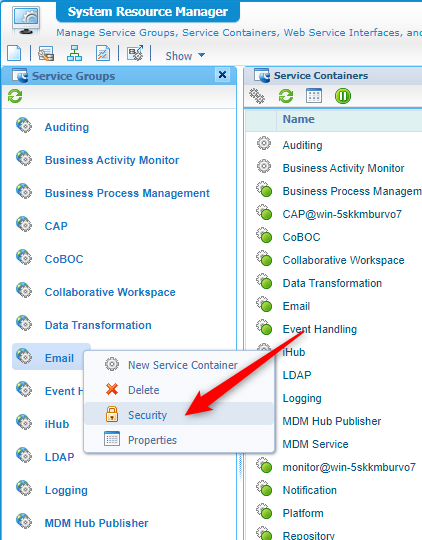 System Resource Manager
Manage Service Groups, Service Containers, Web Service Interfaces, an
Show
Service Groups
Auditing
Business Activity Monitor
Business Process Management
CAP
CoBOC
Collaborative Workspace
Data Transformation
Email
Event H
iHub
LDAP
Logging
MDM Hub Publisher
New Service Container
Delete
Security
Properties
Service Containers
Name
Auditing
Business Activity Monitor
Business Process Managem
CAP@win-5skkmburvo7
CoBOC
Collaborative Workspace
Data Transformation
Email
Event Handling
iHub
LDAP
Logging
MDM Hub Publisher
MDM Service
monitor@win-5skkmburvo7
Notification
Platform
Repository